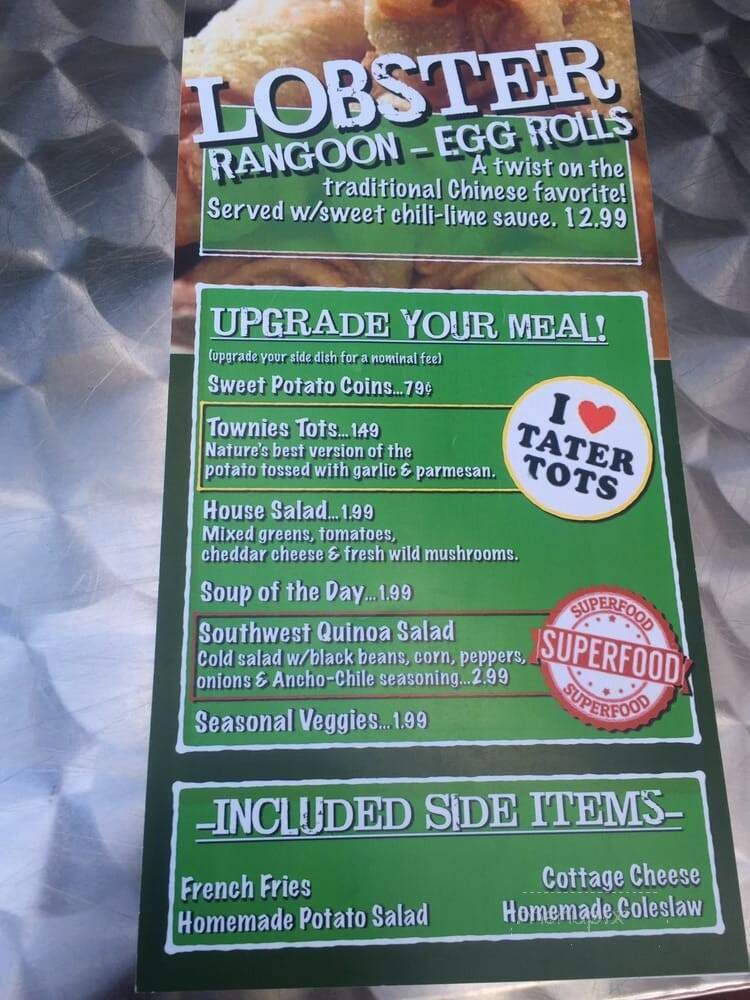 LOBSTER
RANGOON - EGG ROLLS
A twist on the
traditional Chinese favorite!
Served w/sweet chili-lime sauce. 12.99
UPGRADE YOUR MEAL!
(upgrade your side dish for a nominal fee)
Sweet Potato Coins...79¢
Townies Tots...1.49
Nature's best version of the
potato tossed with garlic & parmesan.
I ❤
TATER
TOTS
House Salad...1.99
Mixed greens, tomatoes,
cheddar cheese & fresh wild mushrooms.
Soup of the Day...1.99
Southwest Quinoa Salad
Cold salad w/black beans, corn, peppers,
onions & Ancho-Chile seasoning...2.99
SUPERFOOD
SUPERFOOD
SUPERFOOD
Seasonal Veggies...1.99
INCLUDED SIDE ITEMS
French Fries
Homemade Potato Salad
Cottage Cheese
Homemade Coleslaw